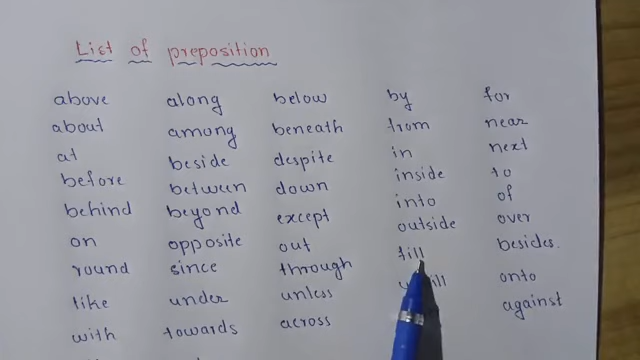 List of preposition
above along below by for
about among beneath from near
at beside despite in next
before between down inside to
behind beyond except into of
on opposite out outside over
round since through till besides.
like under unless onto
with towards across against